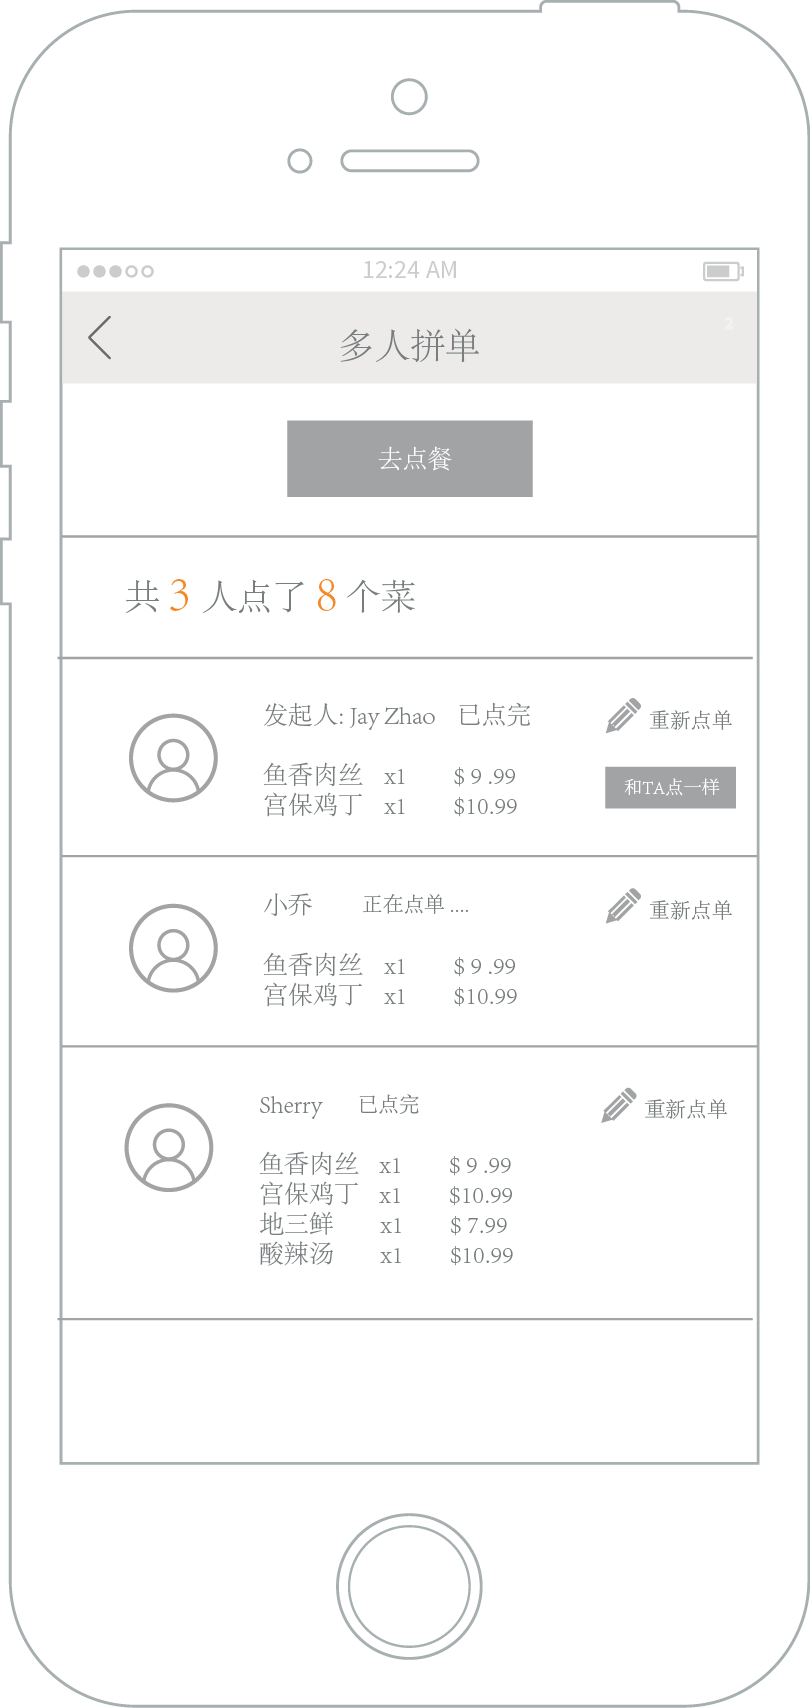 12:24 AM
多人拼单
2
去点餐
共 3 人点了 8 个菜
发起人: Jay Zhao 已点完 重新点单
鱼香肉丝 x1 $ 9 .99
和TA点一样
宫保鸡丁 x1 $10.99
小乔 正在点单 .... 重新点单
鱼香肉丝 x1 $ 9 .99
宫保鸡丁 x1 $10.99
Sherry 已点完 重新点单
鱼香肉丝 x1 $ 9 .99
宫保鸡丁 x1 $10.99
地三鲜 x1 $ 7.99
酸辣汤 x1 $10.99